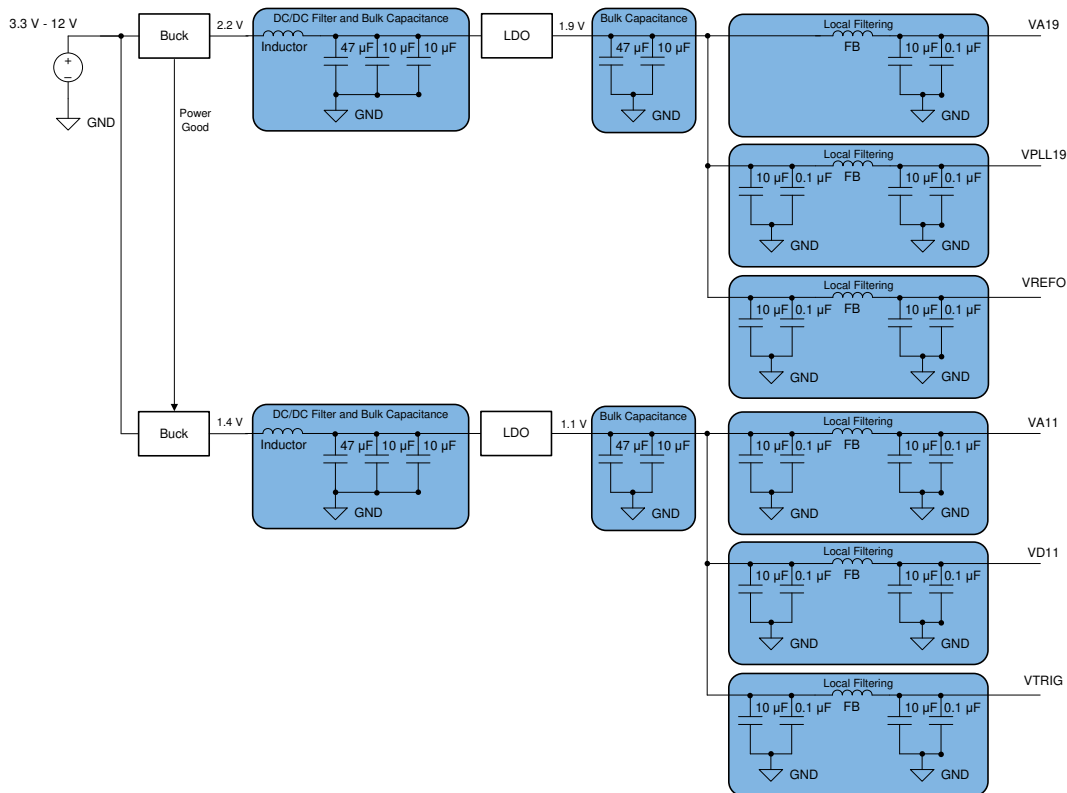 3.3 V - 12 V
+
−
GND
Buck
2.2 V
Power
Good
DC/DC Filter and Bulk Capacitance
Inductor
47 µF
10 µF
10 µF
GND
LDO
1.9 V
Bulk Capacitance
47 µF
10 µF
GND
Local Filtering
FB
10 µF
0.1 µF
GND
VA19
Local Filtering
10 µF
0.1 µF
FB
10 µF
0.1 µF
GND
GND
VPLL19
Local Filtering
10 µF
0.1 µF
FB
10 µF
0.1 µF
GND
GND
VREFO
Buck
1.4 V
DC/DC Filter and Bulk Capacitance
Inductor
47 µF
10 µF
10 µF
GND
LDO
1.1 V
Bulk Capacitance
47 µF
10 µF
GND
Local Filtering
10 µF
0.1 µF
FB
10 µF
0.1 µF
GND
GND
VA11
Local Filtering
10 µF
0.1 µF
FB
10 µF
0.1 µF
GND
GND
VD11
Local Filtering
10 µF
0.1 µF
FB
10 µF
0.1 µF
GND
GND
VTRIG